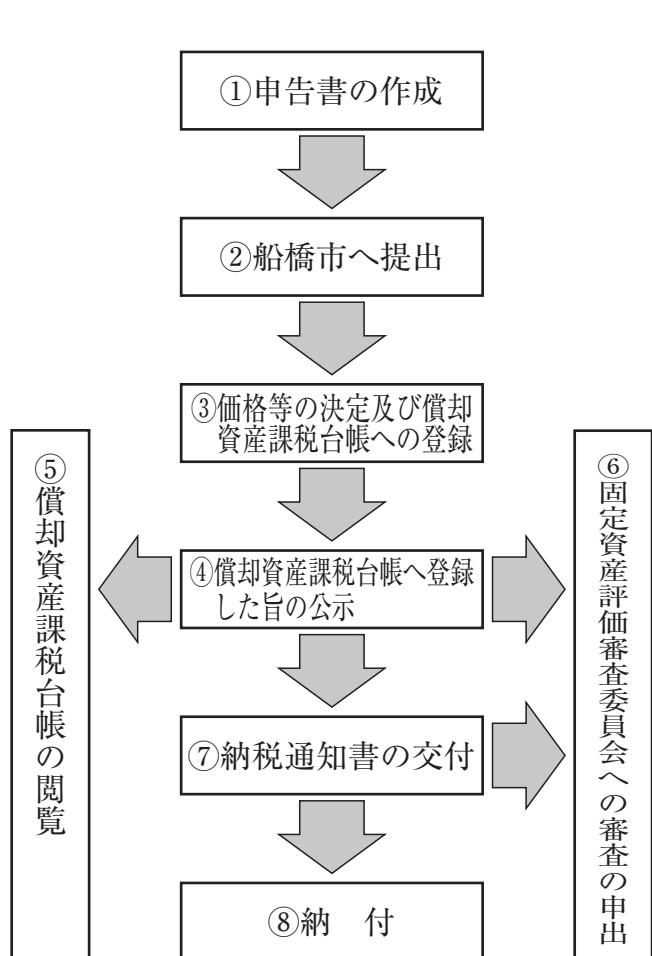 ①申告書の作成
②船橋市へ提出
③価格等の決定及び償却
資産課税台帳への登録
④償却資産課税台帳へ登録
した旨の公示
⑤償却資産課税台帳の閲覧
⑥固定資産評価審査委員会への審査の申出
⑦納税通知書の交付
⑧納　付